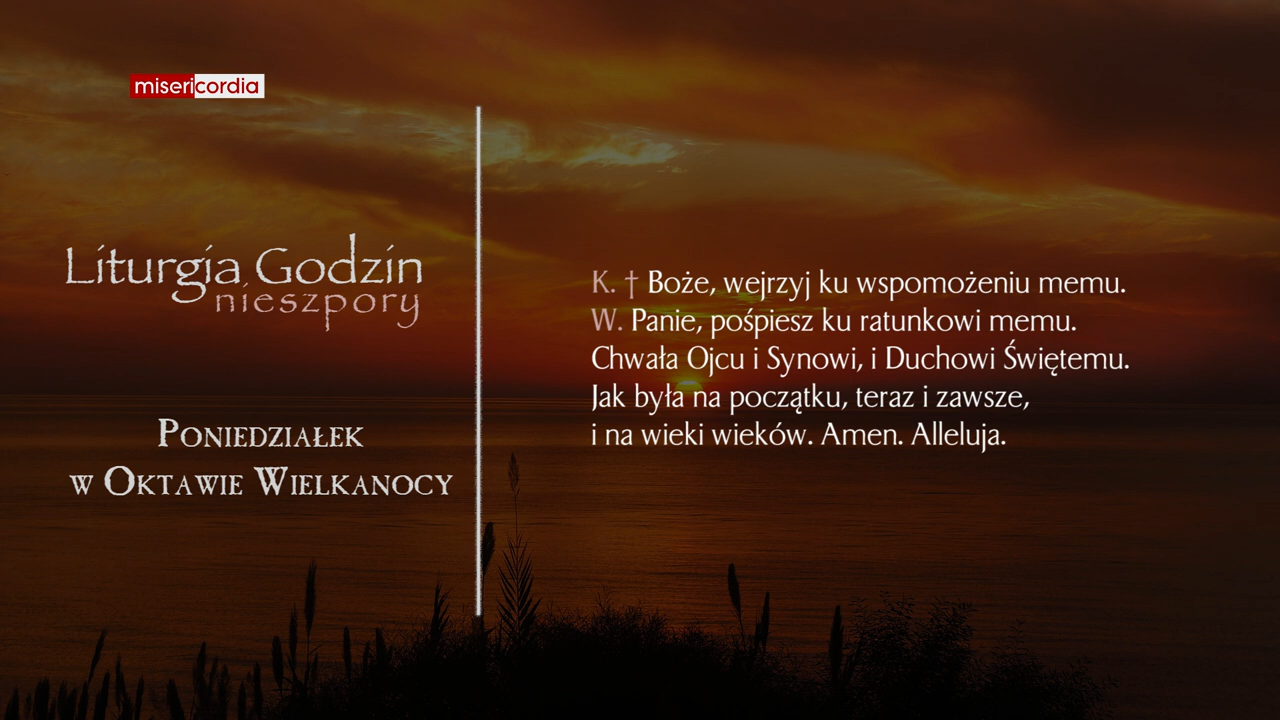 misericordia
Liturgia Godzin
nieszpory
Poniedziałek
w Oktawie Wielkanocy
K. † Boże, wejrzyj ku wspomożeniu memu.
W. Panie, pośpiesz ku ratunkowi memu.
Chwała Ojcu i Synowi, i Duchowi Świętemu.
Jak była na początku, teraz i zawsze,
i na wieki wieków. Amen. Alleluja.